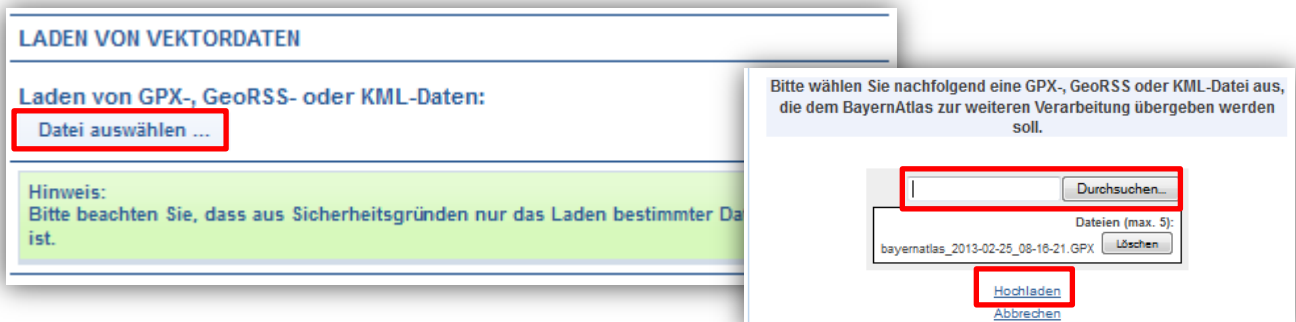 LADEN VON VEKTORDATEN
Laden von GPX-, GeoRSS- oder KML-Daten:
Datei auswählen ...
Hinweis:
Bitte beachten Sie, dass aus Sicherheitsgründen nur das Laden bestimmter
ist.
Bitte wählen Sie nachfolgend eine GPX-, GeoRSS oder KML-Datei aus,
die dem BayernAtlas zur weiteren Verarbeitung übergeben werden
soll.
Durchsuchen...
Dateien (max. 5):
bayernatlas_2013-02-25_08-16-21.GPX Löschen
Hochladen
Abbrechen